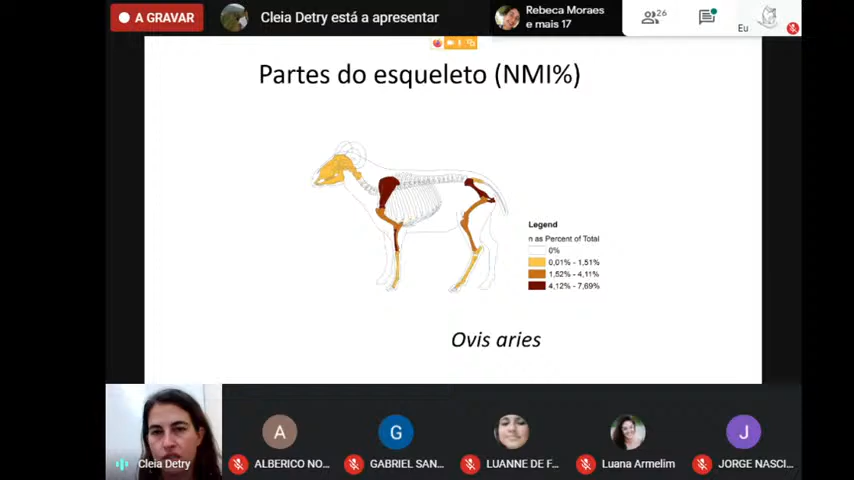 A GRAVAR
Cleia Detry está a apresentar
Rebeca Moraes
e mais 17
26
Eu
Partes do esqueleto (NMI%)
Legend
n as Percent of Total
0%
0,01% - 1,51%
1,52% - 4,11%
4,12% - 7,69%
Ovis aries
A
G
J
Cleia Detry
ALBERICO NO...
GABRIEL SAN...
LUANNE DE F...
Luana Armelim
JORGE NASCI...